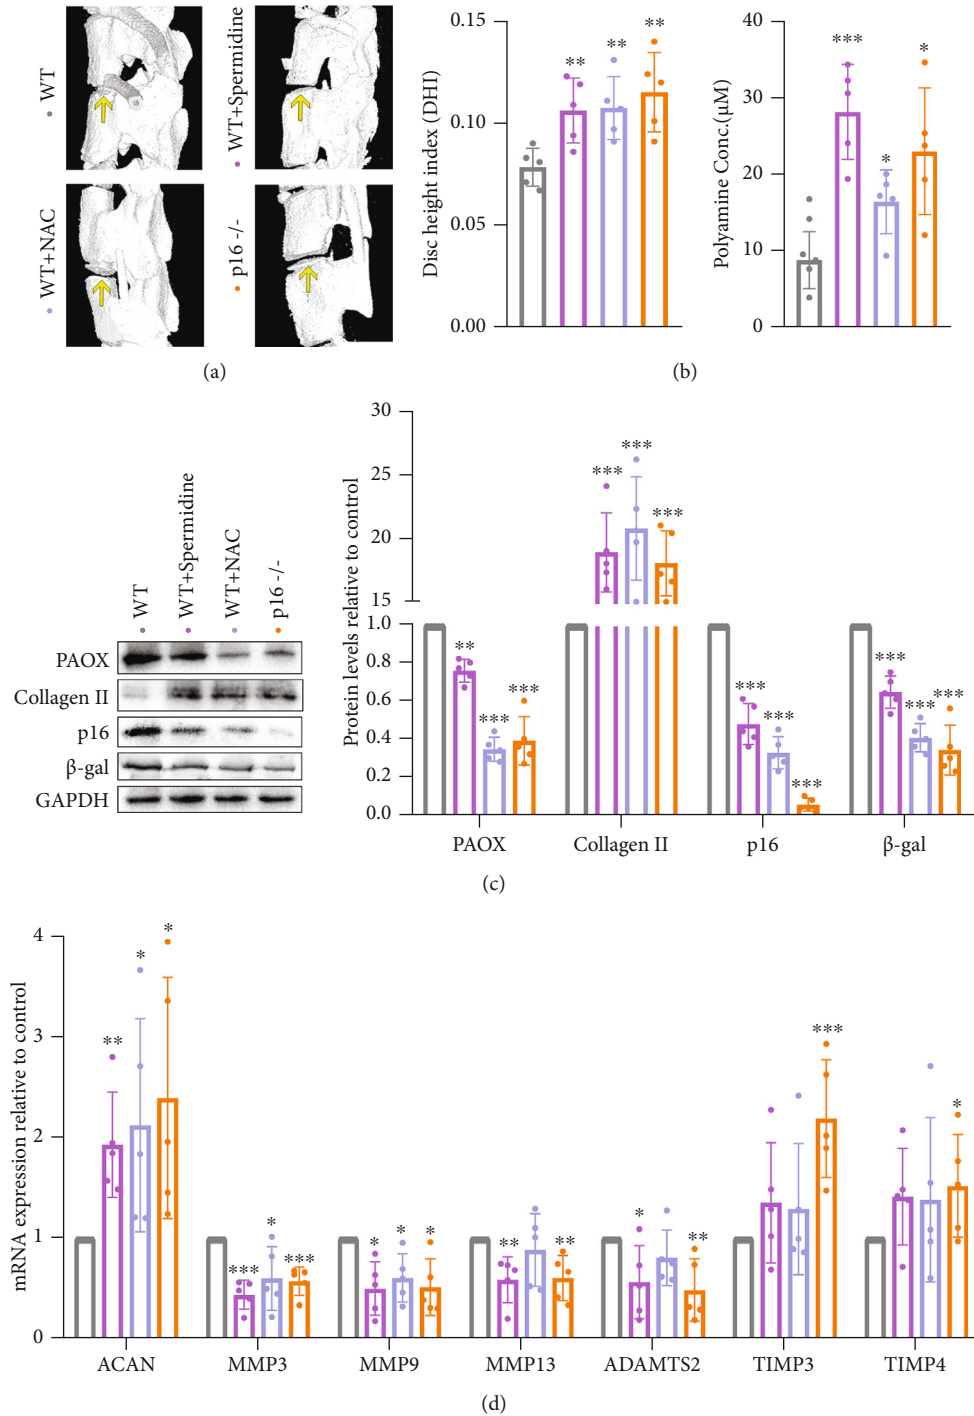 WT
WT+Spermidine
WT+NAC
p16 -/-
(a)
Disc height index (DHI)
0.15
0.10
0.05
0.00
** ** **
Polyamine Conc.(μM)
40
30
20
10
0
*** * *
(b)
WT
WT+Spermidine
WT+NAC
p16 -/-
PAOX
Collagen II
p16
β-gal
GAPDH
Protein levels relative to control
30
25
20
15
1.0
0.8
0.6
0.4
0.2
0.0
** *** ***
*** *** ***
*** *** ***
*** *** ***
PAOX Collagen II p16 β-gal
(c)
mRNA expression relative to control
4
3
2
1
0
** * *
*** * ***
* * *
** **
* **
***
*
ACAN MMP3 MMP9 MMP13 ADAMTS2 TIMP3 TIMP4
(d)